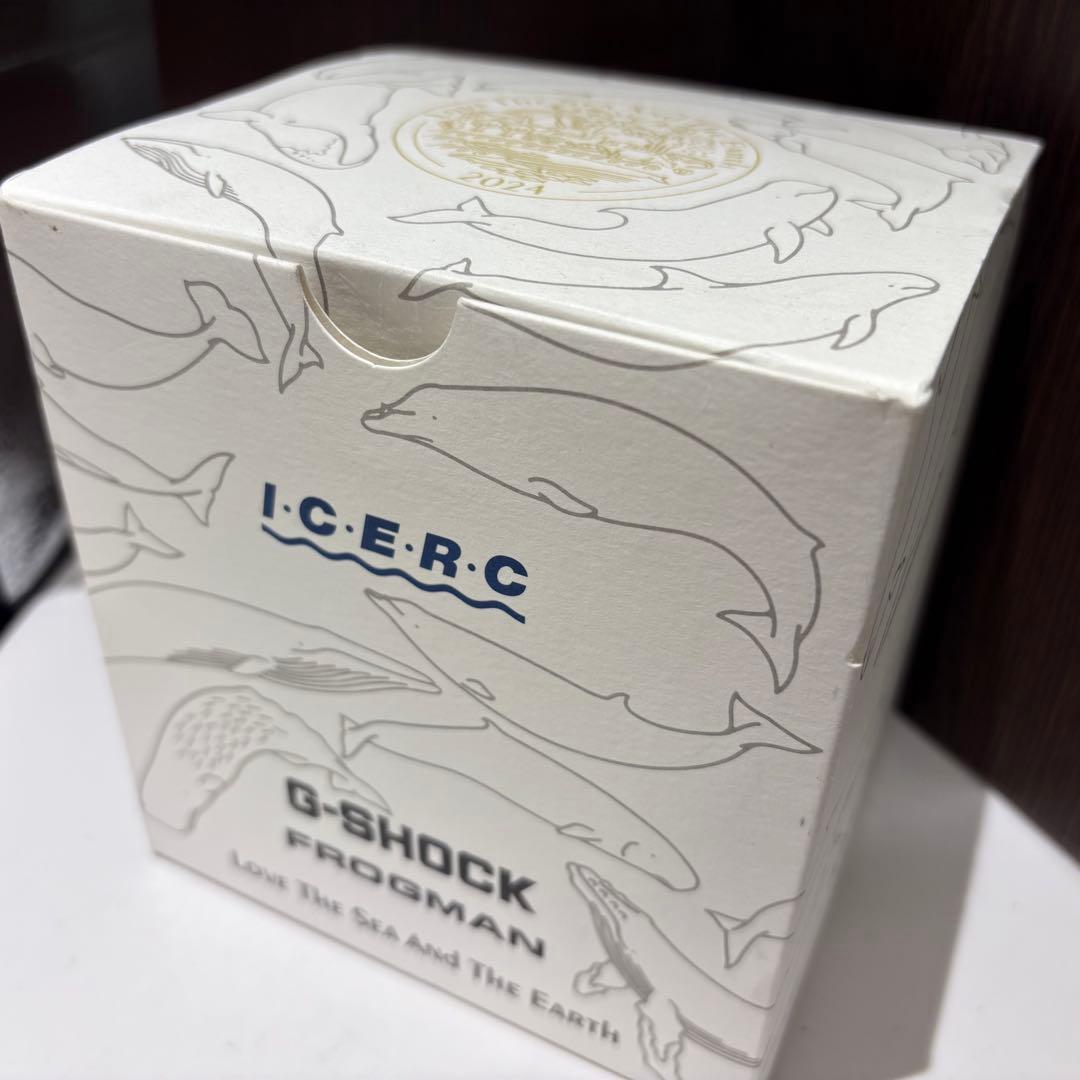 2024
I·C·E·R·C
G-SHOCK
FROGMAN
LOVE THE SEA AND THE EARTH